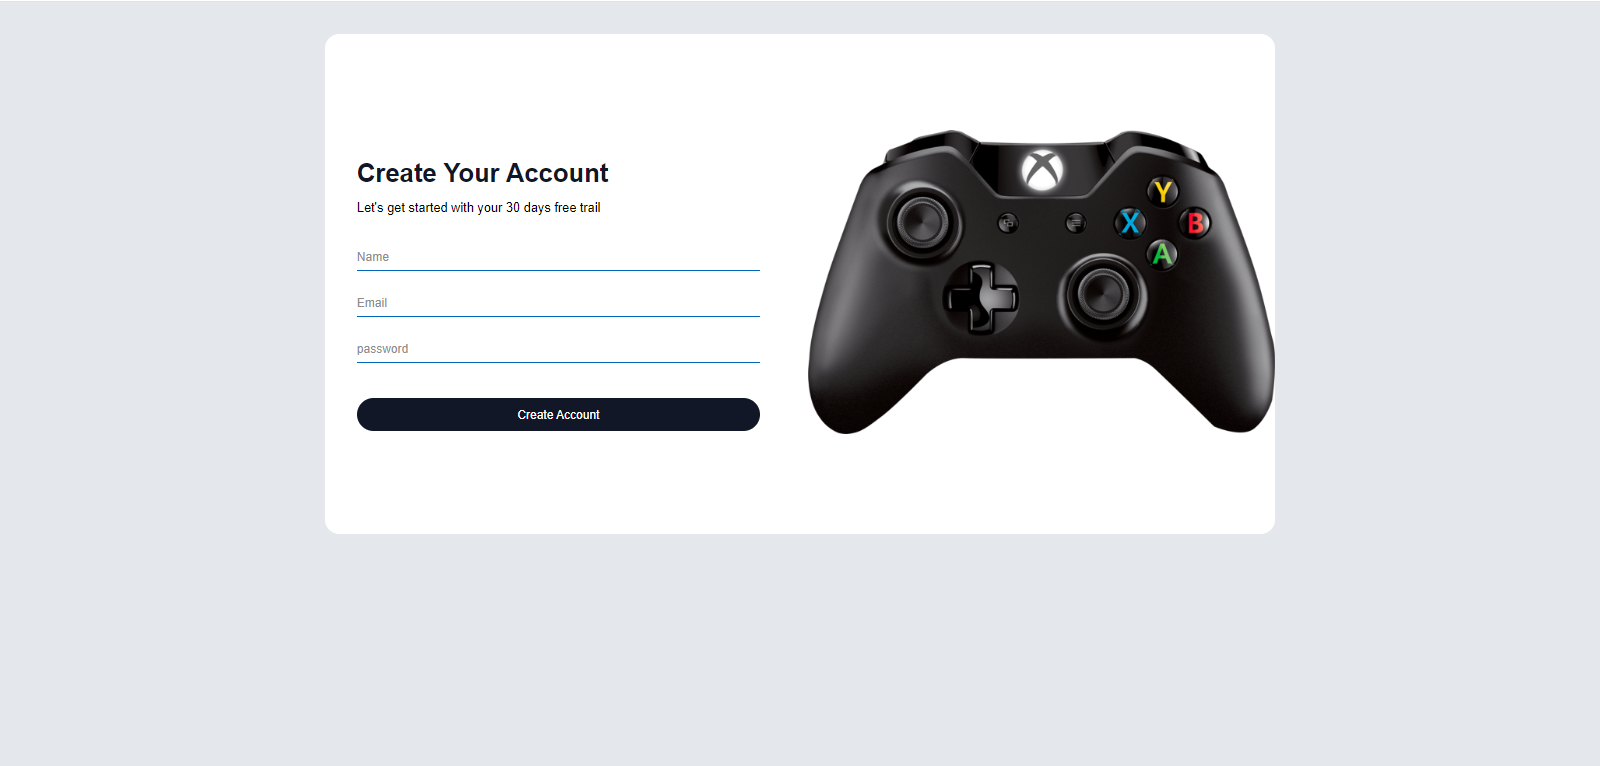 Create Your Account
Let's get started with your 30 days free trail
Name
Email
password
Create Account
Y
X
B
A